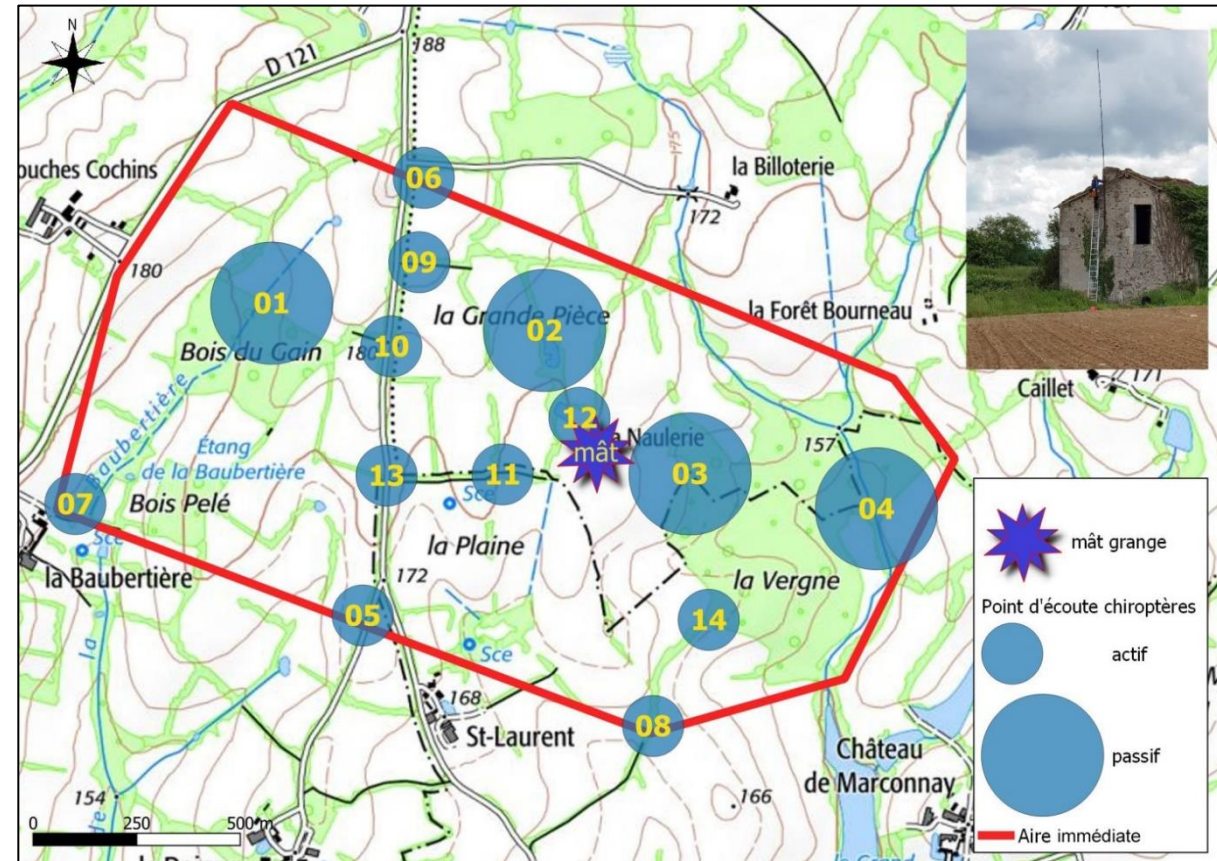 N
D 121
188
ouches Cochins
06
175
la Billoterie
172
09
180
01
la Grande Pièce
02
la Forêt Bourneau
Bois du Gain
180
10
Caillet
171
12
157
Naulerie
mât
Baubertière
Étang
de la Baubertière
13
11
03
04
07
Bois Pelé
Sce
Sce
la Plaine
la Baubertière
172
la Vergne
05
14
Sce
168
08
St-Laurent
Château
de Marconnay
154
166
la
de
0
500 m
mât grange
Point d'écoute chiroptères
actif
passif
Aire immédiate